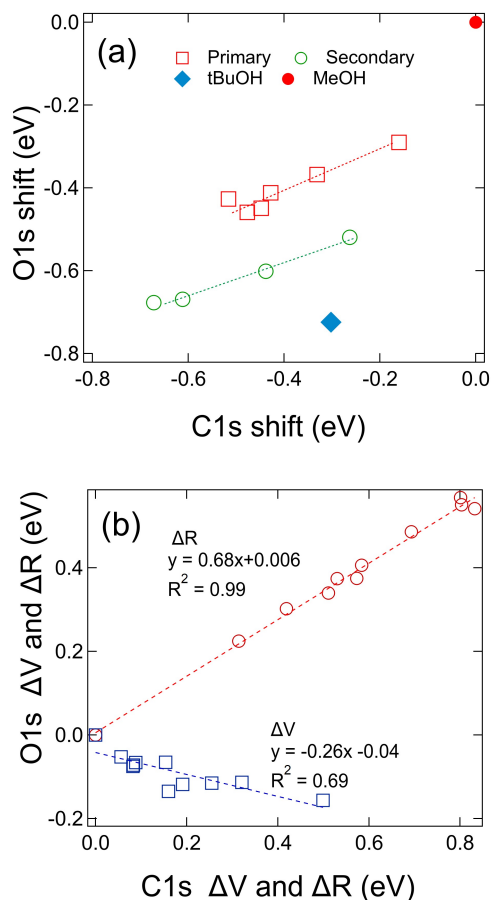 0.0
(a)
Primary
Secondary
tBuOH
MeOH
-0.2
-0.4
-0.6
-0.8
O1s shift (eV)
-0.8
-0.6
-0.4
-0.2
0.0
C1s shift (eV)
(b)
ΔR
y = 0.68x+0.006
R² = 0.99
0.4
0.2
0.0
-0.2
O1s ΔV and ΔR (eV)
ΔV
y = -0.26x -0.04
R² = 0.69
0.0
0.2
0.4
0.6
0.8
C1s ΔV and ΔR (eV)